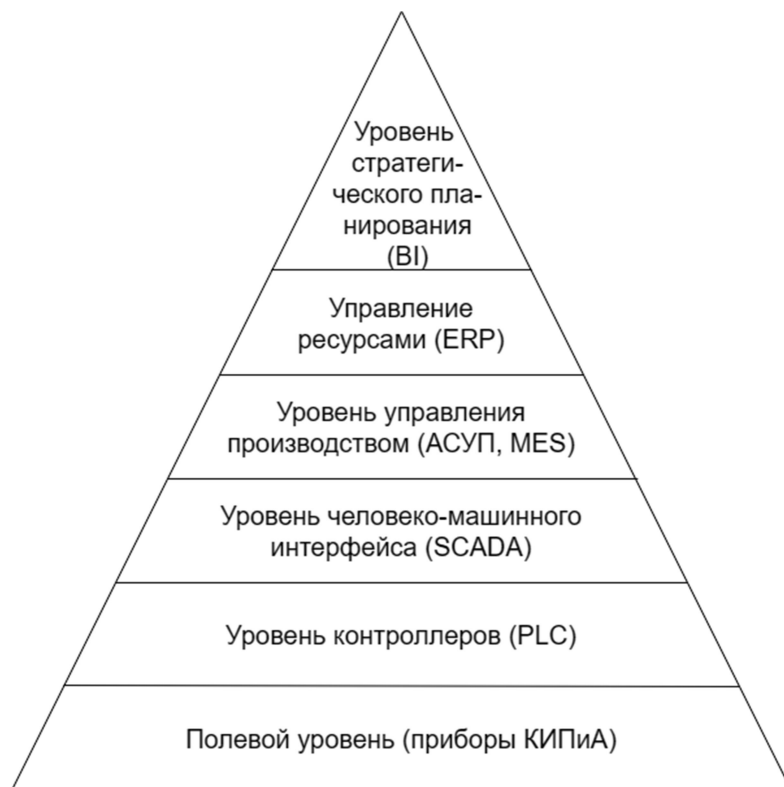 Уровень
стратеги-
ческого пла-
нирования
(BI)
Управление
ресурсами (ERP)
Уровень управления
производством (АСУП, MES)
Уровень человеко-машинного
интерфейса (SCADA)
Уровень контроллеров (PLC)
Полевой уровень (приборы КИПиА)